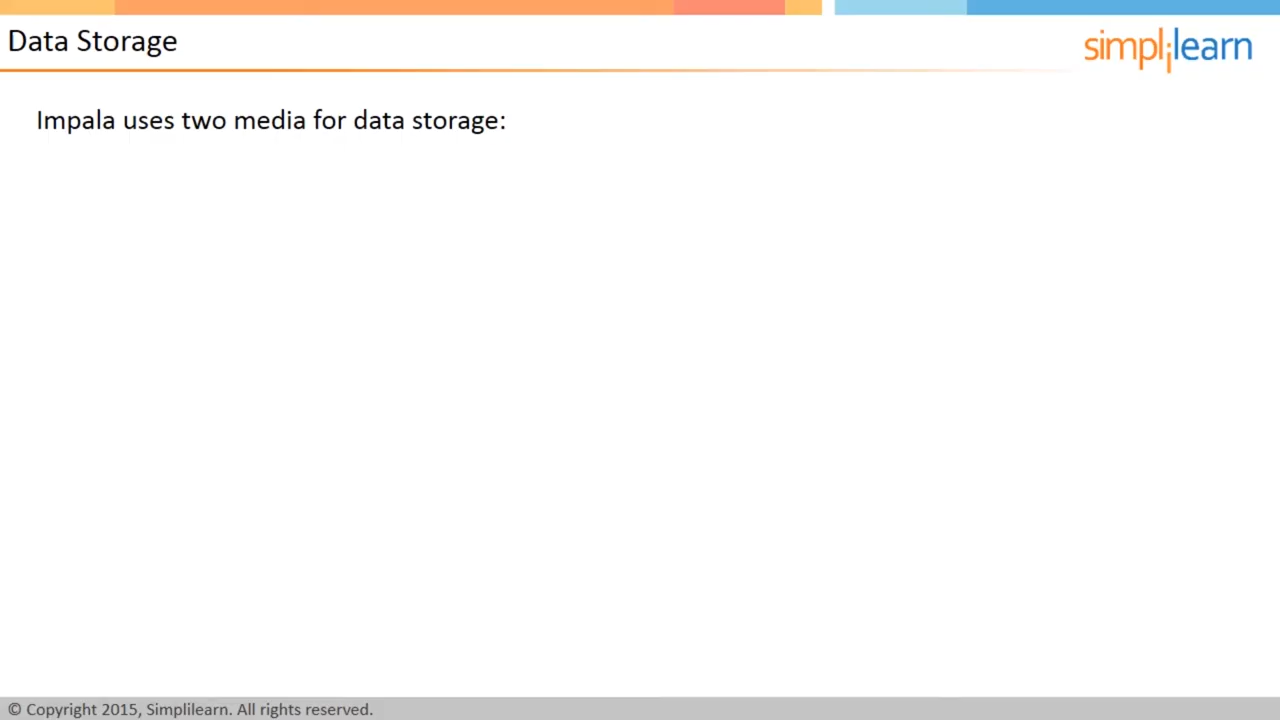 Data Storage
simplilearn
Impala uses two media for data storage:
© Copyright 2015, Simplilearn. All rights reserved.